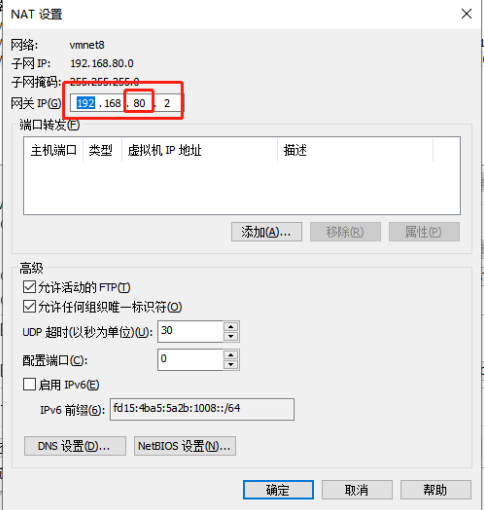 NAT 设置
网络: vmnet8
子网 IP: 192.168.80.0
子网掩码: 255.255.255.0
网关 IP(G) 192 . 168 . 80 . 2
端口转发(F)
主机端口 类型 虚拟机 IP 地址 描述
添加(A)... 移除(R) 属性(P)
高级
允许活动的 FTP(T)
允许任何组织唯一标识符(O)
UDP 超时(以秒为单位)(U): 30
配置端口(C): 0
启用 IPv6(E)
IPv6 前缀(6): fd15:4ba5:5a2b:1008::/64
DNS 设置(D)... NetBIOS 设置(N)...
确定 取消 帮助